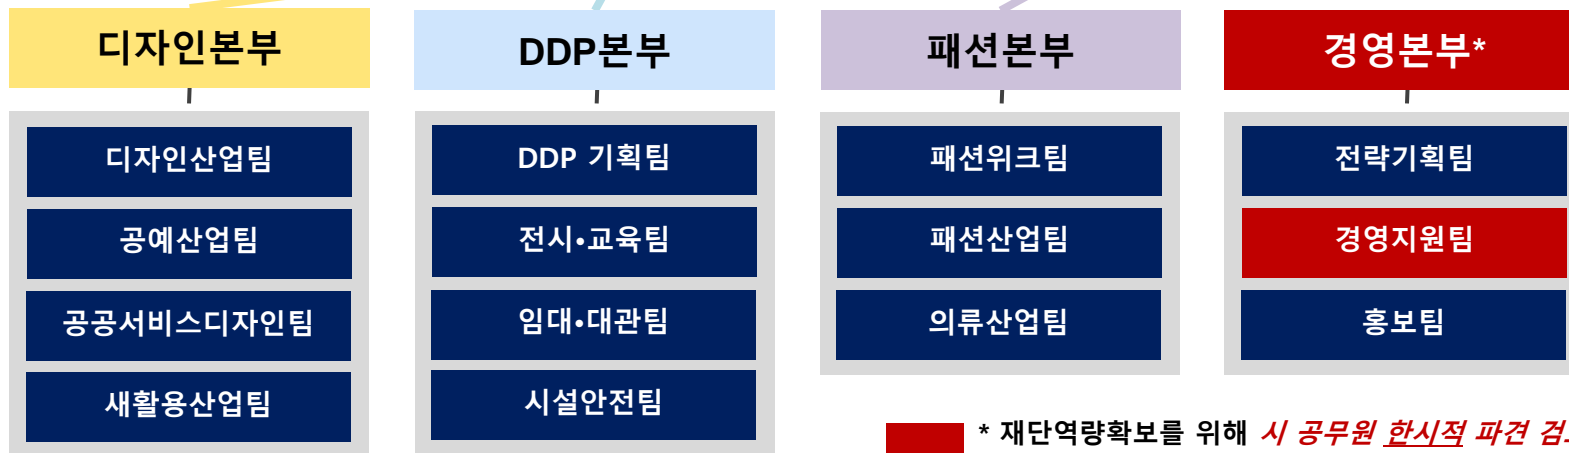 디자인본부
디자인산업팀
공예산업팀
공공서비스디자인팀
새활용산업팀
DDP본부
DDP 기획팀
전시•교육팀
임대•대관팀
시설안전팀
패션본부
패션위크팀
패션산업팀
의류산업팀
경영본부*
전략기획팀
경영지원팀
홍보팀
* 재단역량확보를 위해 시 공무원 한시적 파견